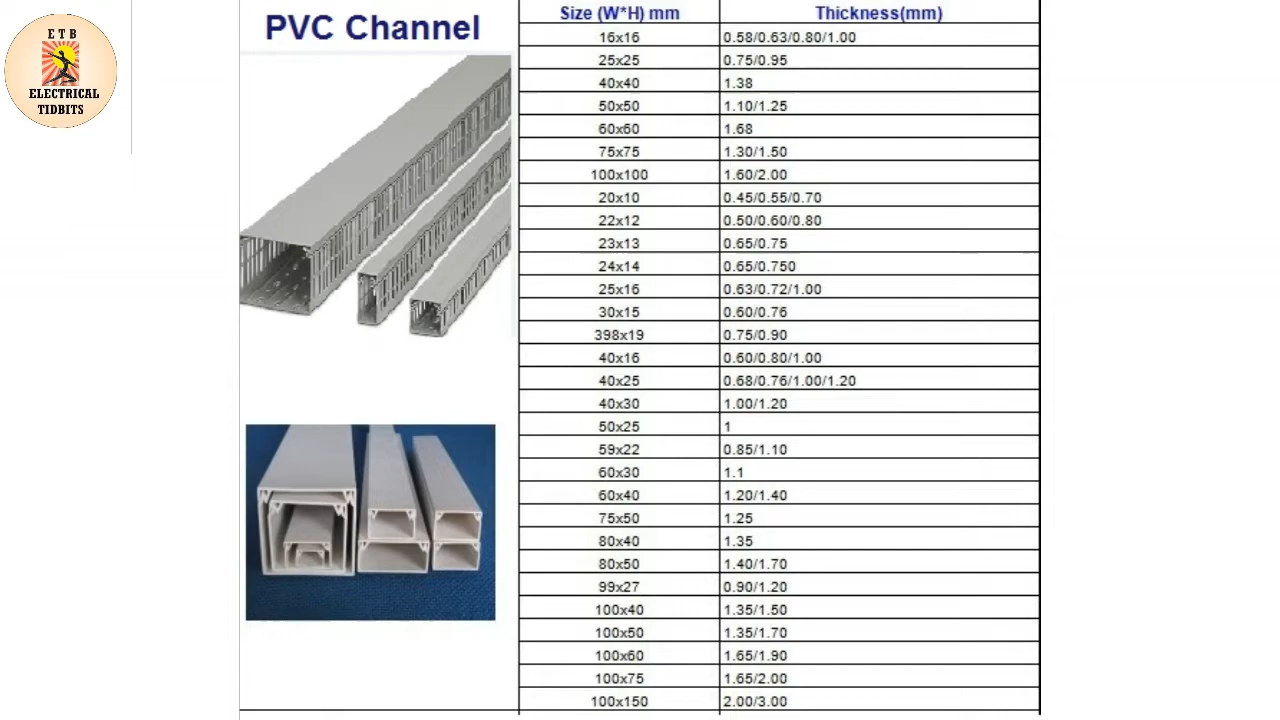 E T B
ELECTRICAL
TIDBITS
PVC Channel
Size (W*H) mm Thickness(mm)
16x16 0.58/0.63/0.80/1.00
25x25 0.75/0.95
40x40 1.38
50x50 1.10/1.25
60x60 1.68
75x75 1.30/1.50
100x100 1.60/2.00
20x10 0.45/0.55/0.70
22x12 0.50/0.60/0.80
23x13 0.65/0.75
24x14 0.65/0.750
25x16 0.63/0.72/1.00
30x15 0.60/0.76
398x19 0.75/0.90
40x16 0.60/0.80/1.00
40x25 0.68/0.76/1.00/1.20
40x30 1.00/1.20
50x25 1
59x22 0.85/1.10
60x30 1.1
60x40 1.20/1.40
75x50 1.25
80x40 1.35
80x50 1.40/1.70
99x27 0.90/1.20
100x40 1.35/1.50
100x50 1.35/1.70
100x60 1.65/1.90
100x75 1.65/2.00
100x150 2.00/3.00